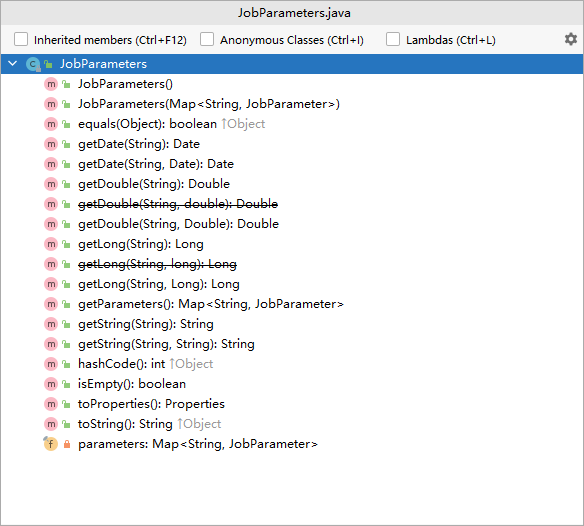 JobParameters.java
Inherited members (Ctrl+F12) Anonymous Classes (Ctrl+I) Lambdas (Ctrl+L)
C JobParameters
m JobParameters()
m JobParameters(Map<String, JobParameter>)
m equals(Object): boolean ↑Object
m getDate(String): Date
m getDate(String, Date): Date
m getDouble(String): Double
m getDouble(String, double): Double
m getDouble(String, Double): Double
m getLong(String): Long
m getLong(String, long): Long
m getLong(String, Long): Long
m getParameters(): Map<String, JobParameter>
m getString(String): String
m getString(String, String): String
m hashCode(): int ↑Object
m isEmpty(): boolean
m toProperties(): Properties
m toString(): String ↑Object
f parameters: Map<String, JobParameter>